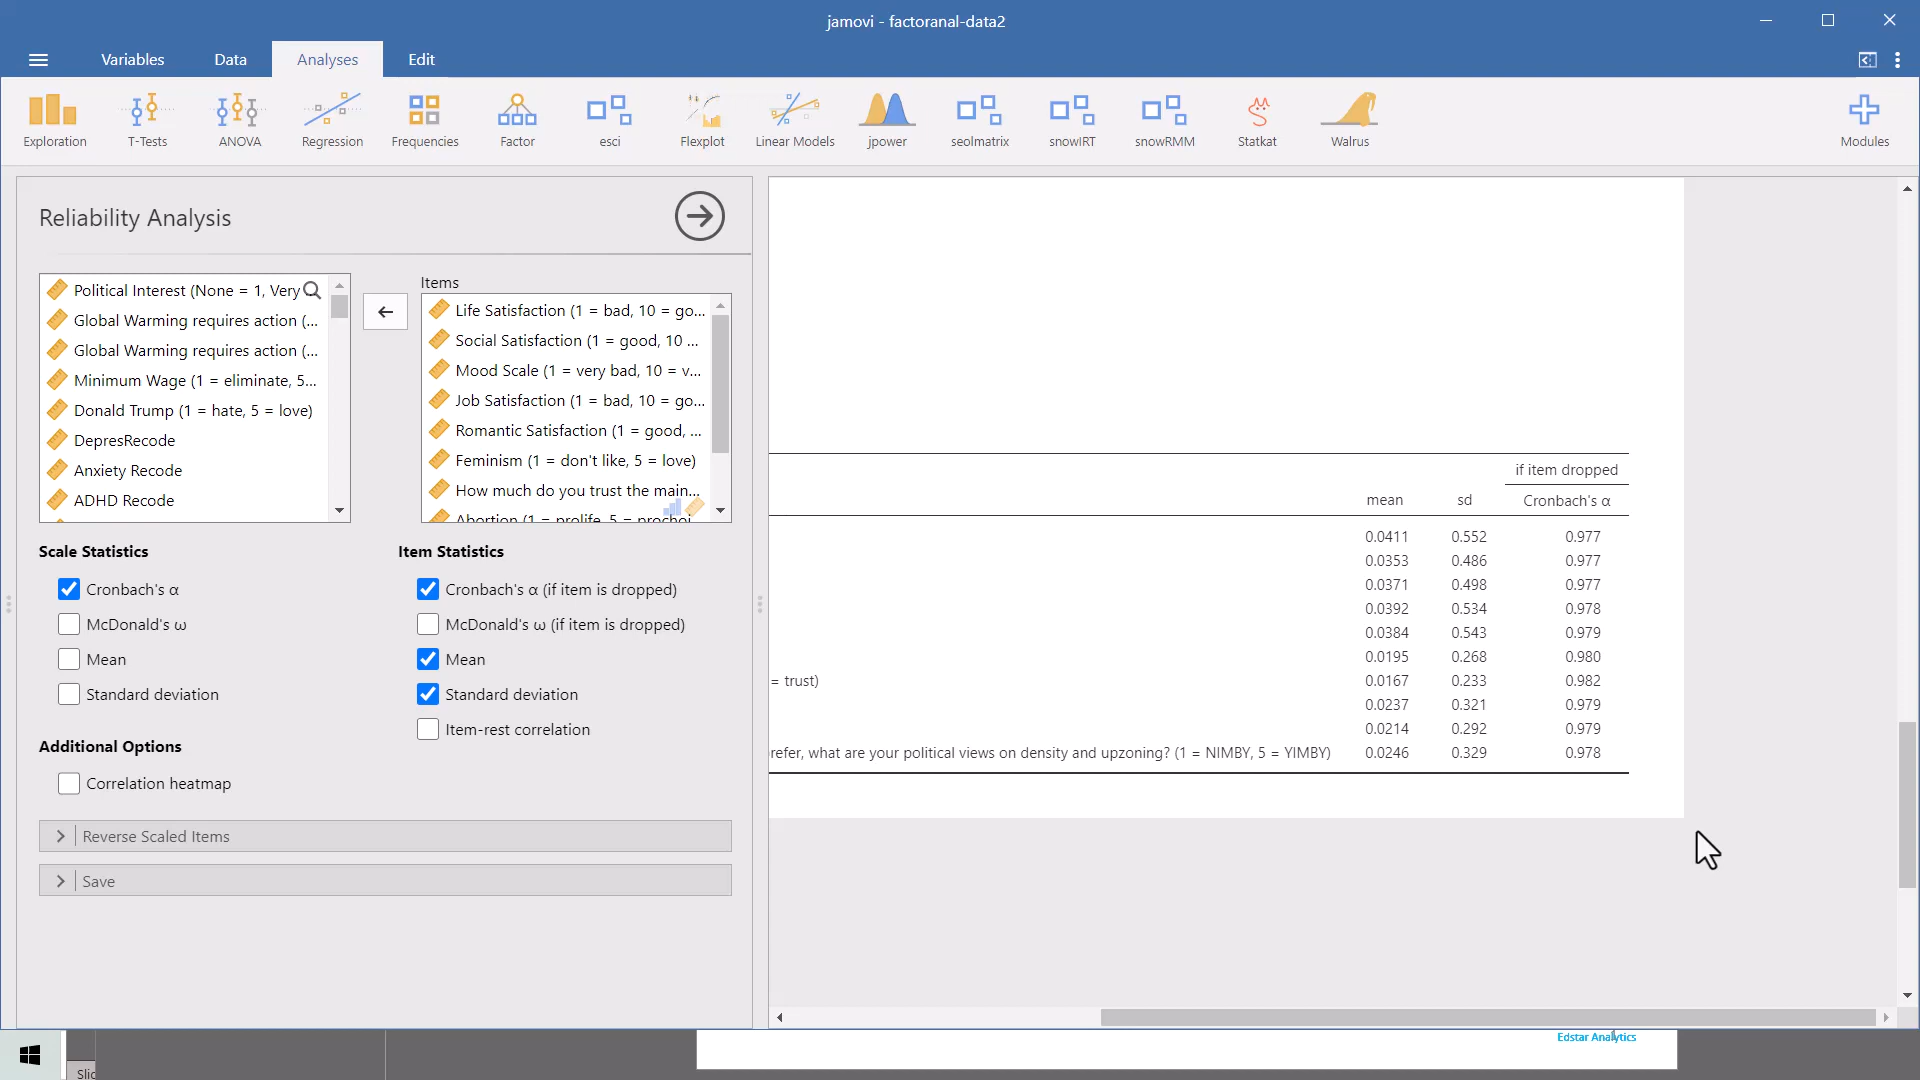 jamovi - factoranal-data2
Variables
Data
Analyses
Edit
Exploration
T-Tests
ANOVA
Regression
Frequencies
Factor
esci
Flexplot
Linear Models
jpower
seolmatrix
snowIRT
snowRMM
Statkat
Walrus
Modules
Reliability Analysis
Political Interest (None = 1, Very
Global Warming requires action (...
Global Warming requires action (...
Minimum Wage (1 = eliminate, 5...
Donald Trump (1 = hate, 5 = love)
DepresRecode
Anxiety Recode
ADHD Recode
Items
Life Satisfaction (1 = bad, 10 = go...
Social Satisfaction (1 = good, 10 ...
Mood Scale (1 = very bad, 10 = v...
Job Satisfaction (1 = bad, 10 = go...
Romantic Satisfaction (1 = good, ...
Feminism (1 = don't like, 5 = love)
How much do you trust the main...
Abortion (1 = prolife, 5 = prochoi
Scale Statistics
Cronbach's α
McDonald's ω
Mean
Standard deviation
Additional Options
Correlation heatmap
Item Statistics
Cronbach's α (if item is dropped)
McDonald's ω (if item is dropped)
Mean
Standard deviation
Item-rest correlation
Reverse Scaled Items
Save
if item dropped
mean sd Cronbach's α
0.0411 0.552 0.977
0.0353 0.486 0.977
0.0371 0.498 0.977
0.0392 0.534 0.978
0.0384 0.543 0.979
0.0195 0.268 0.980
= trust) 0.0167 0.233 0.982
0.0237 0.321 0.979
0.0214 0.292 0.979
refer, what are your political views on density and upzoning? (1 = NIMBY, 5 = YIMBY) 0.0246 0.329 0.978
Edstar Analytics
Slic